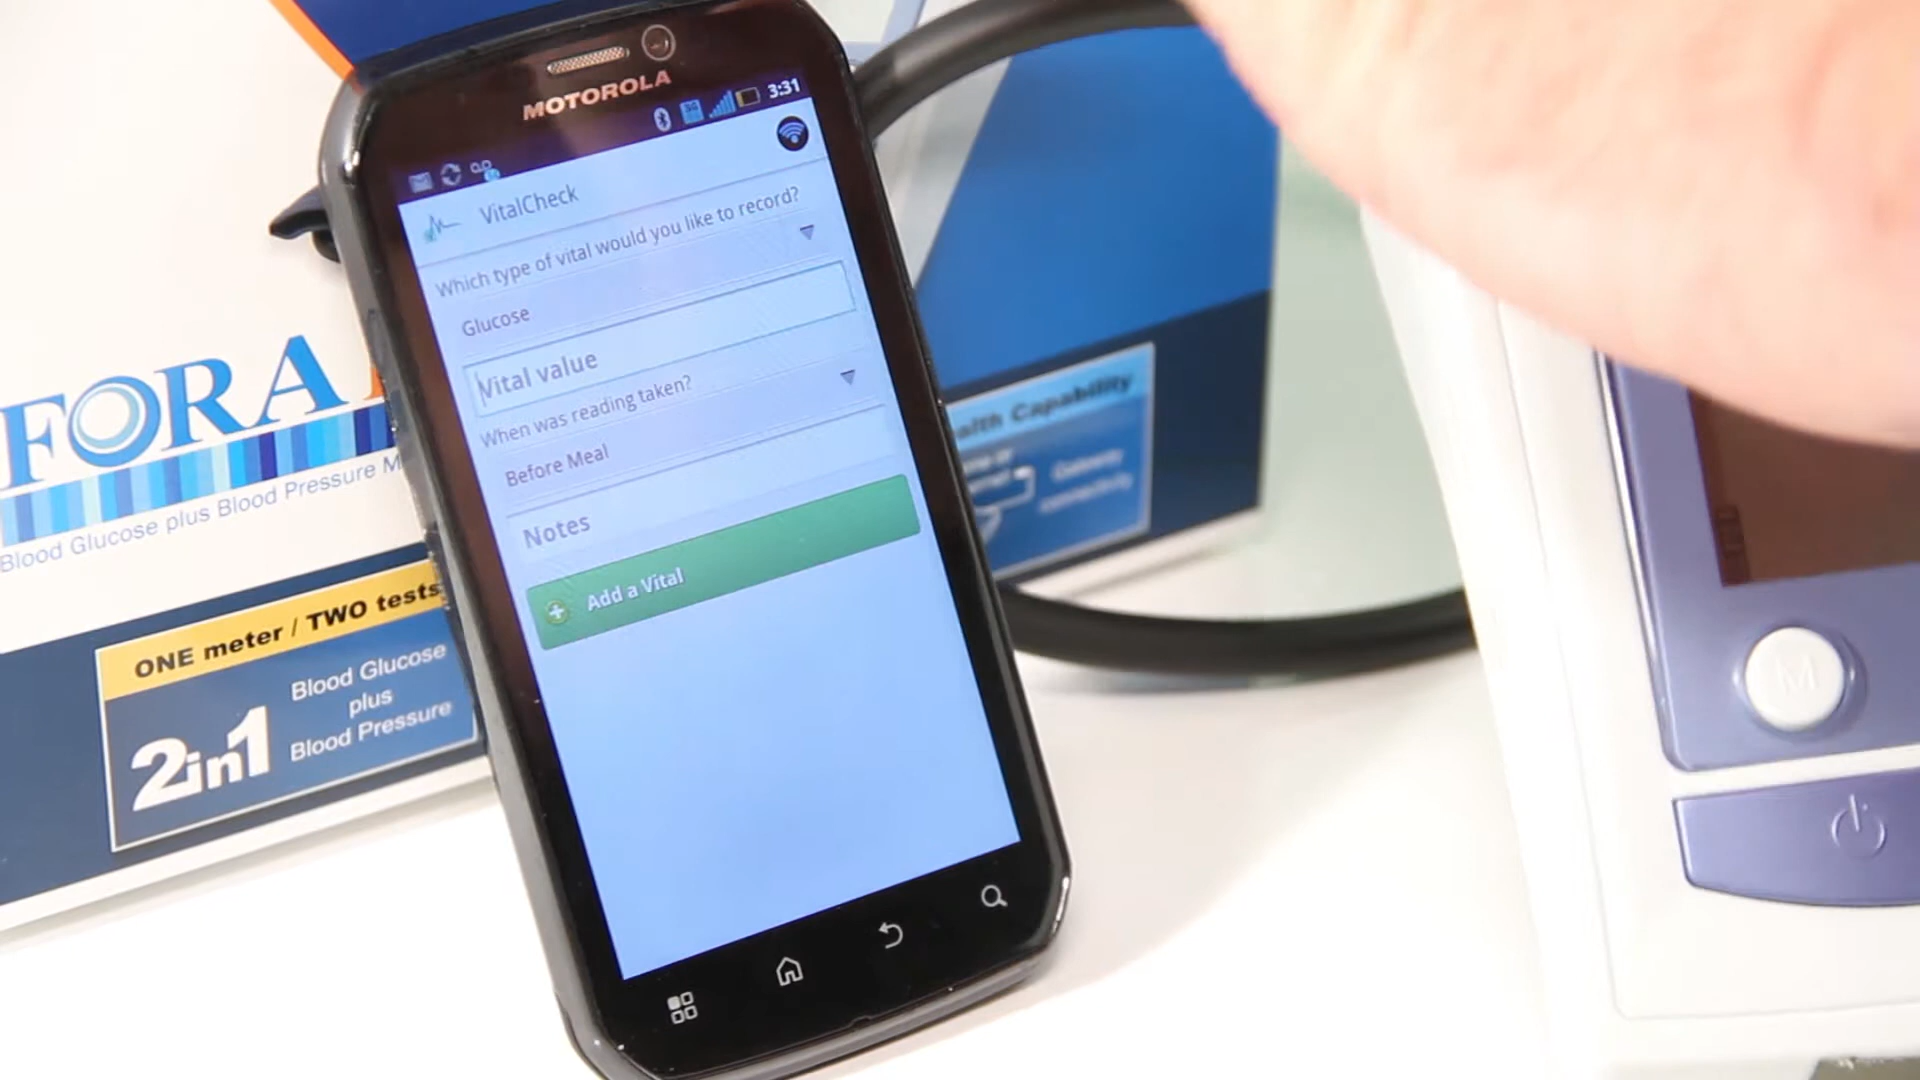 MOTOROLA
3G
3:31
VitalCheck
Which type of vital would you like to record?
Glucose
Vital value
When was reading taken?
Before Meal
Notes
Add a Vital
FORA
Blood Glucose plus Blood Pressure M
ONE meter / TWO tests
2in1
Blood Glucose
plus
Blood Pressure
alth Capability
M